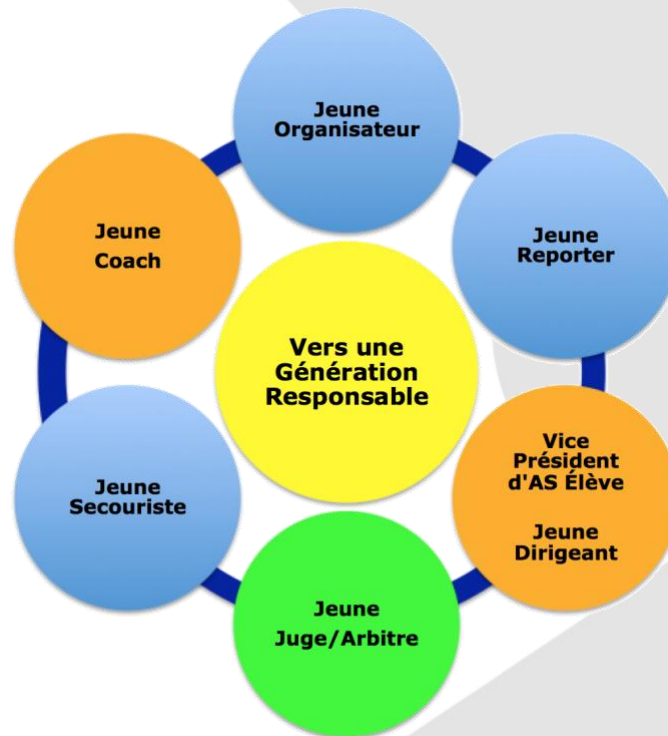 Jeune
Organisateur
Jeune
Reporter
Vice
Président
d'AS Élève
Jeune
Dirigeant
Jeune
Juge/Arbitre
Jeune
Secouriste
Jeune
Coach
Vers une
Génération
Responsable